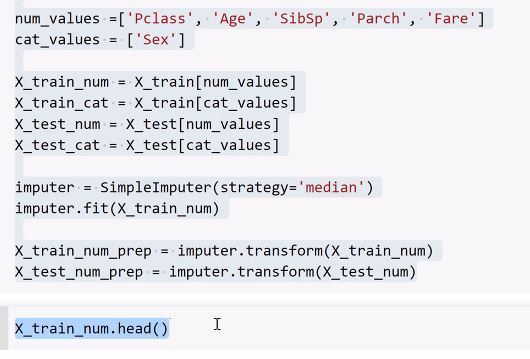 num_values =['Pclass', 'Age', 'SibSp', 'Parch', 'Fare']
cat_values = ['Sex']
X_train_num = X_train[num_values]
X_train_cat = X_train[cat_values]
X_test_num = X_test[num_values]
X_test_cat = X_test[cat_values]
imputer = SimpleImputer(strategy='median')
imputer.fit(X_train_num)
X_train_num_prep = imputer.transform(X_train_num)
X_test_num_prep = imputer.transform(X_test_num)
X_train_num.head()